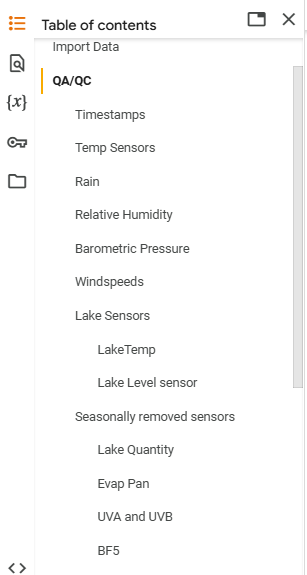 Table of contents
Import Data
QA/QC
Timestamps
Temp Sensors
{x}
Rain
Relative Humidity
Barometric Pressure
Windspeeds
Lake Sensors
LakeTemp
Lake Level sensor
Seasonally removed sensors
Lake Quantity
Evap Pan
UVA and UVB
BF5